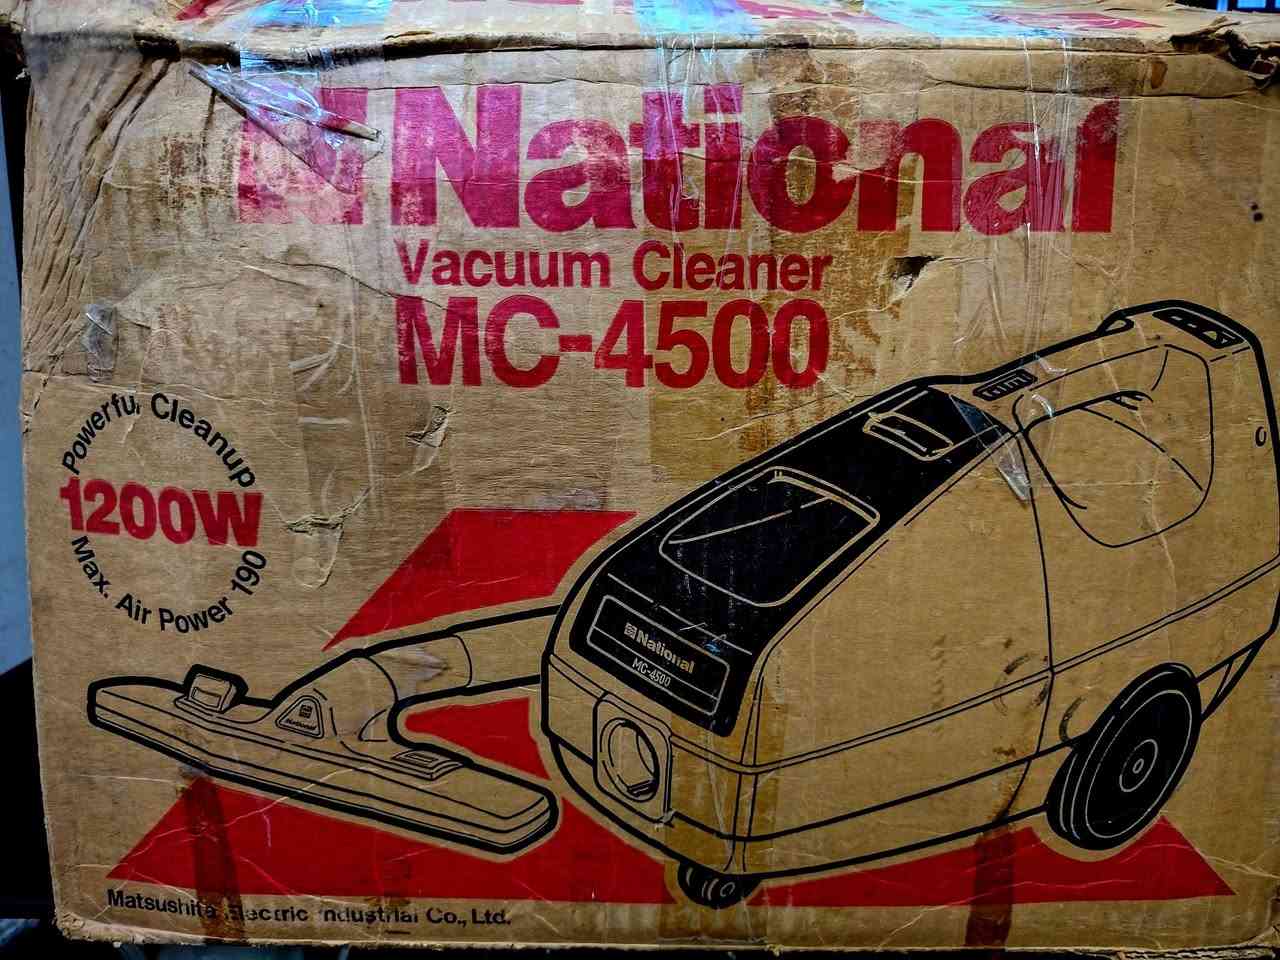 National
Vacuum Cleaner
MC-4500
Powerful Cleanup
1200W
Max. Air Power 190
National
MC-4500
National
Matsushita Electric Industrial Co., Ltd.